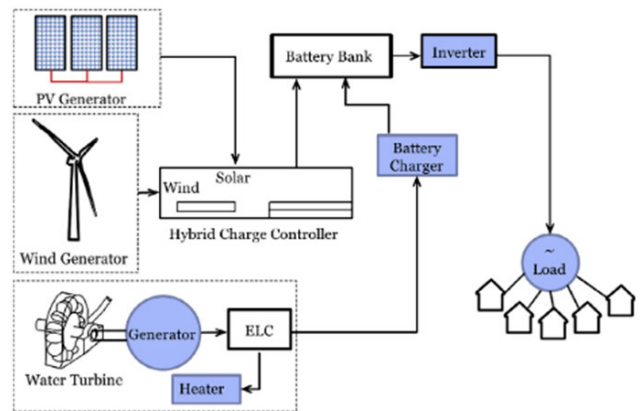 PV Generator
Battery Bank
Inverter
Battery
Charger
Solar
Wind
Hybrid Charge Controller
Wind Generator
~
Load
Generator
ELC
Water Turbine
Heater